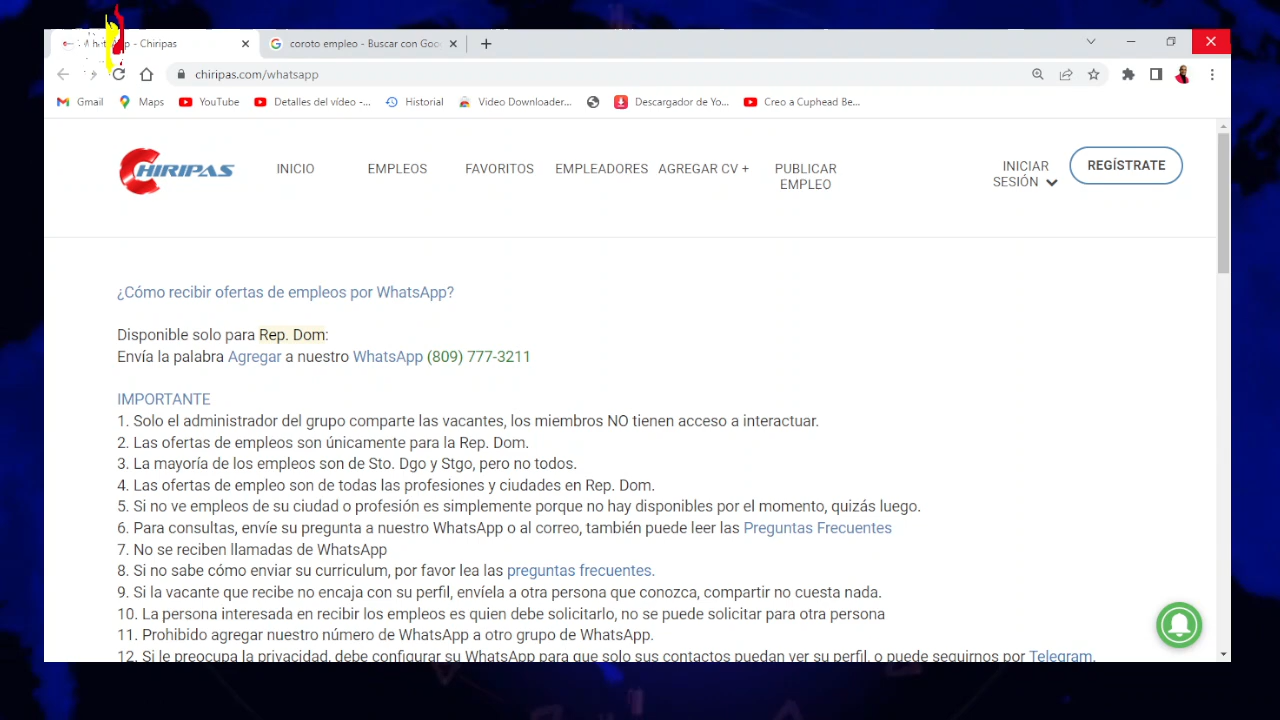 WhatsApp - Chiripas
coroto empleo - Buscar con Goo
chiripas.com/whatsapp
Gmail
Maps
YouTube
Detalles del vídeo -...
Historial
Video Downloader...
Descargador de Yo...
Creo a Cuphead Be...
CHIRIPAS
INICIO
EMPLEOS
FAVORITOS
EMPLEADORES
AGREGAR CV +
PUBLICAR
EMPLEO
INICIAR
SESIÓN
REGÍSTRATE
¿Cómo recibir ofertas de empleos por WhatsApp?
Disponible solo para Rep. Dom:
Envía la palabra Agregar a nuestro WhatsApp (809) 777-3211
IMPORTANTE
1. Solo el administrador del grupo comparte las vacantes, los miembros NO tienen acceso a interactuar.
2. Las ofertas de empleos son únicamente para la Rep. Dom.
3. La mayoría de los empleos son de Sto. Dgo y Stgo, pero no todos.
4. Las ofertas de empleo son de todas las profesiones y ciudades en Rep. Dom.
5. Si no ve empleos de su ciudad o profesión es simplemente porque no hay disponibles por el momento, quizás luego.
6. Para consultas, envíe su pregunta a nuestro WhatsApp o al correo, también puede leer las Preguntas Frecuentes
7. No se reciben llamadas de WhatsApp
8. Si no sabe cómo enviar su curriculum, por favor lea las preguntas frecuentes.
9. Si la vacante que recibe no encaja con su perfil, envíela a otra persona que conozca, compartir no cuesta nada.
10. La persona interesada en recibir los empleos es quien debe solicitarlo, no se puede solicitar para otra persona
11. Prohibido agregar nuestro número de WhatsApp a otro grupo de WhatsApp.
12. Si le preocupa la privacidad, debe configurar su WhatsApp para que solo sus contactos puedan ver su perfil, o puede seguirnos por Telegram.